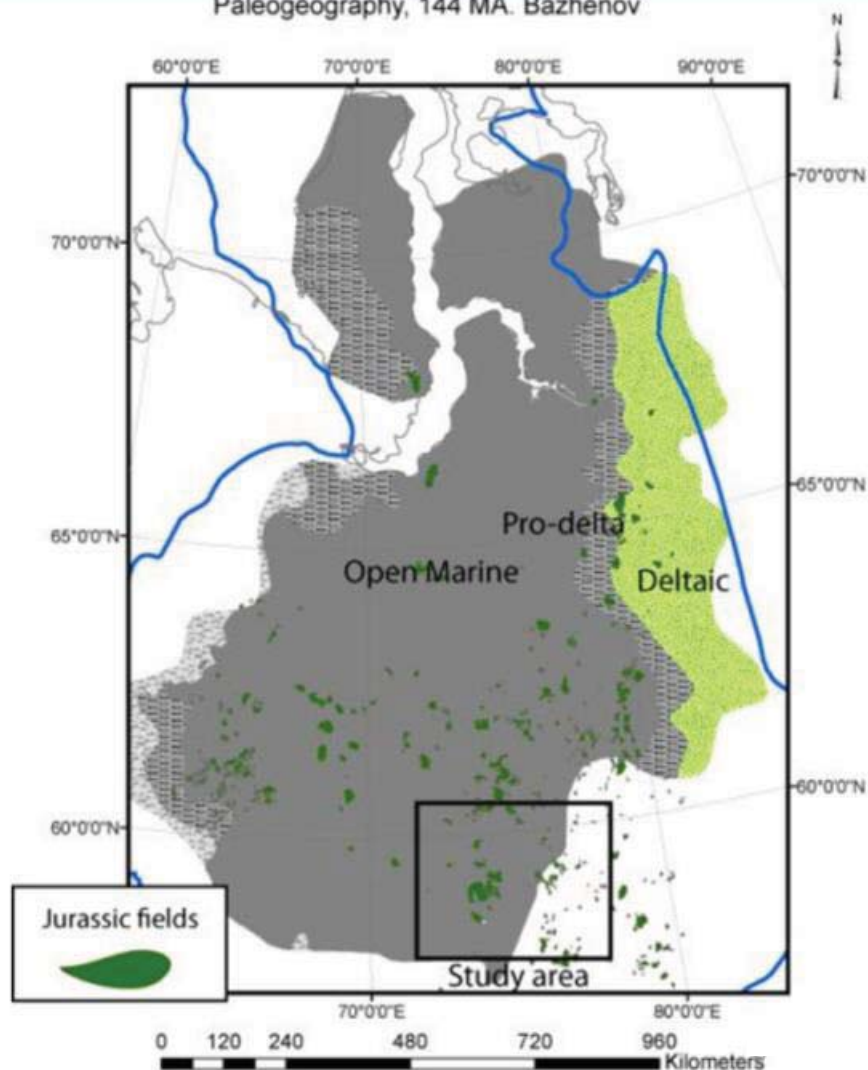 Paleogeography, 144 MA. Bazhenov
N
60°0'0"E 70°0'0"E 80°0'0"E 90°0'0"E
70°0'0"N
70°0'0"N
65°0'0"N
Pro-delta
65°0'0"N
Open Marine
Deltaic
60°0'0"N
60°0'0"N
Jurassic fields
Study area
70°0'0"E 80°0'0"E
0 120 240 480 720 960
Kilometers